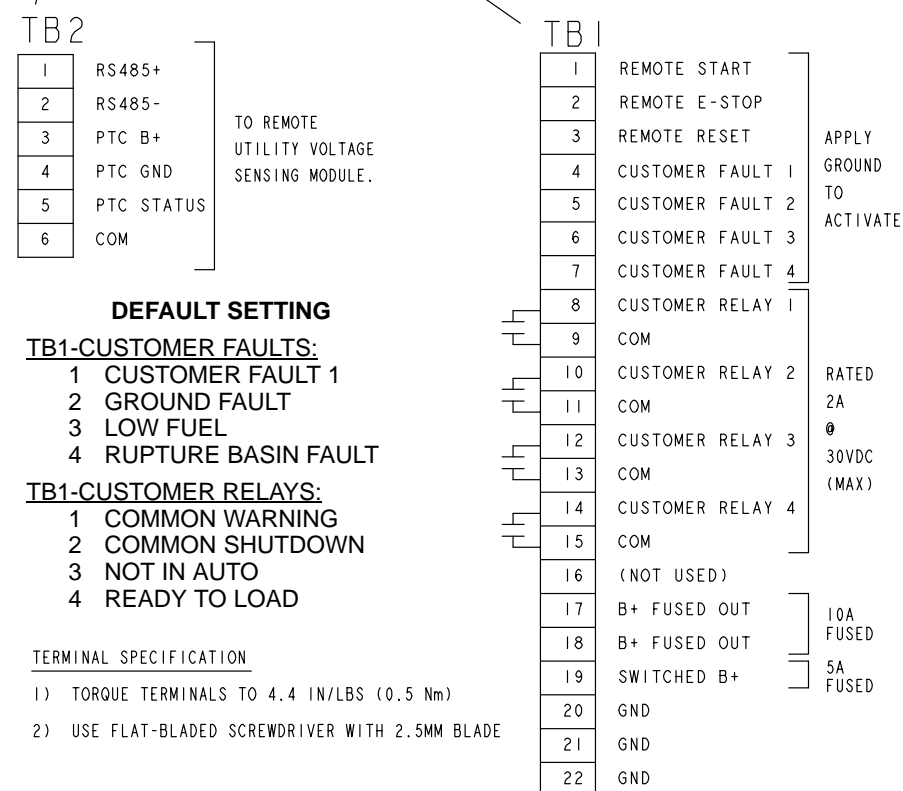 TB2
1 RS485+
2 RS485-
3 PTC B+
4 PTC GND
5 PTC STATUS
6 COM
TO REMOTE
UTILITY VOLTAGE
SENSING MODULE.
DEFAULT SETTING
TB1-CUSTOMER FAULTS:
1 CUSTOMER FAULT 1
2 GROUND FAULT
3 LOW FUEL
4 RUPTURE BASIN FAULT
TB1-CUSTOMER RELAYS:
1 COMMON WARNING
2 COMMON SHUTDOWN
3 NOT IN AUTO
4 READY TO LOAD
TERMINAL SPECIFICATION
1) TORQUE TERMINALS TO 4.4 IN/LBS (0.5 Nm)
2) USE FLAT-BLADED SCREWDRIVER WITH 2.5MM BLADE
TB1
1 REMOTE START
2 REMOTE E-STOP
3 REMOTE RESET
4 CUSTOMER FAULT 1
5 CUSTOMER FAULT 2
6 CUSTOMER FAULT 3
7 CUSTOMER FAULT 4
APPLY
GROUND
TO
ACTIVATE
8 CUSTOMER RELAY 1
9 COM
10 CUSTOMER RELAY 2
11 COM
12 CUSTOMER RELAY 3
13 COM
14 CUSTOMER RELAY 4
15 COM
RATED
2A
@
30VDC
(MAX)
16 (NOT USED)
17 B+ FUSED OUT
18 B+ FUSED OUT
10A
FUSED
19 SWITCHED B+
5A
FUSED
20 GND
21 GND
22 GND